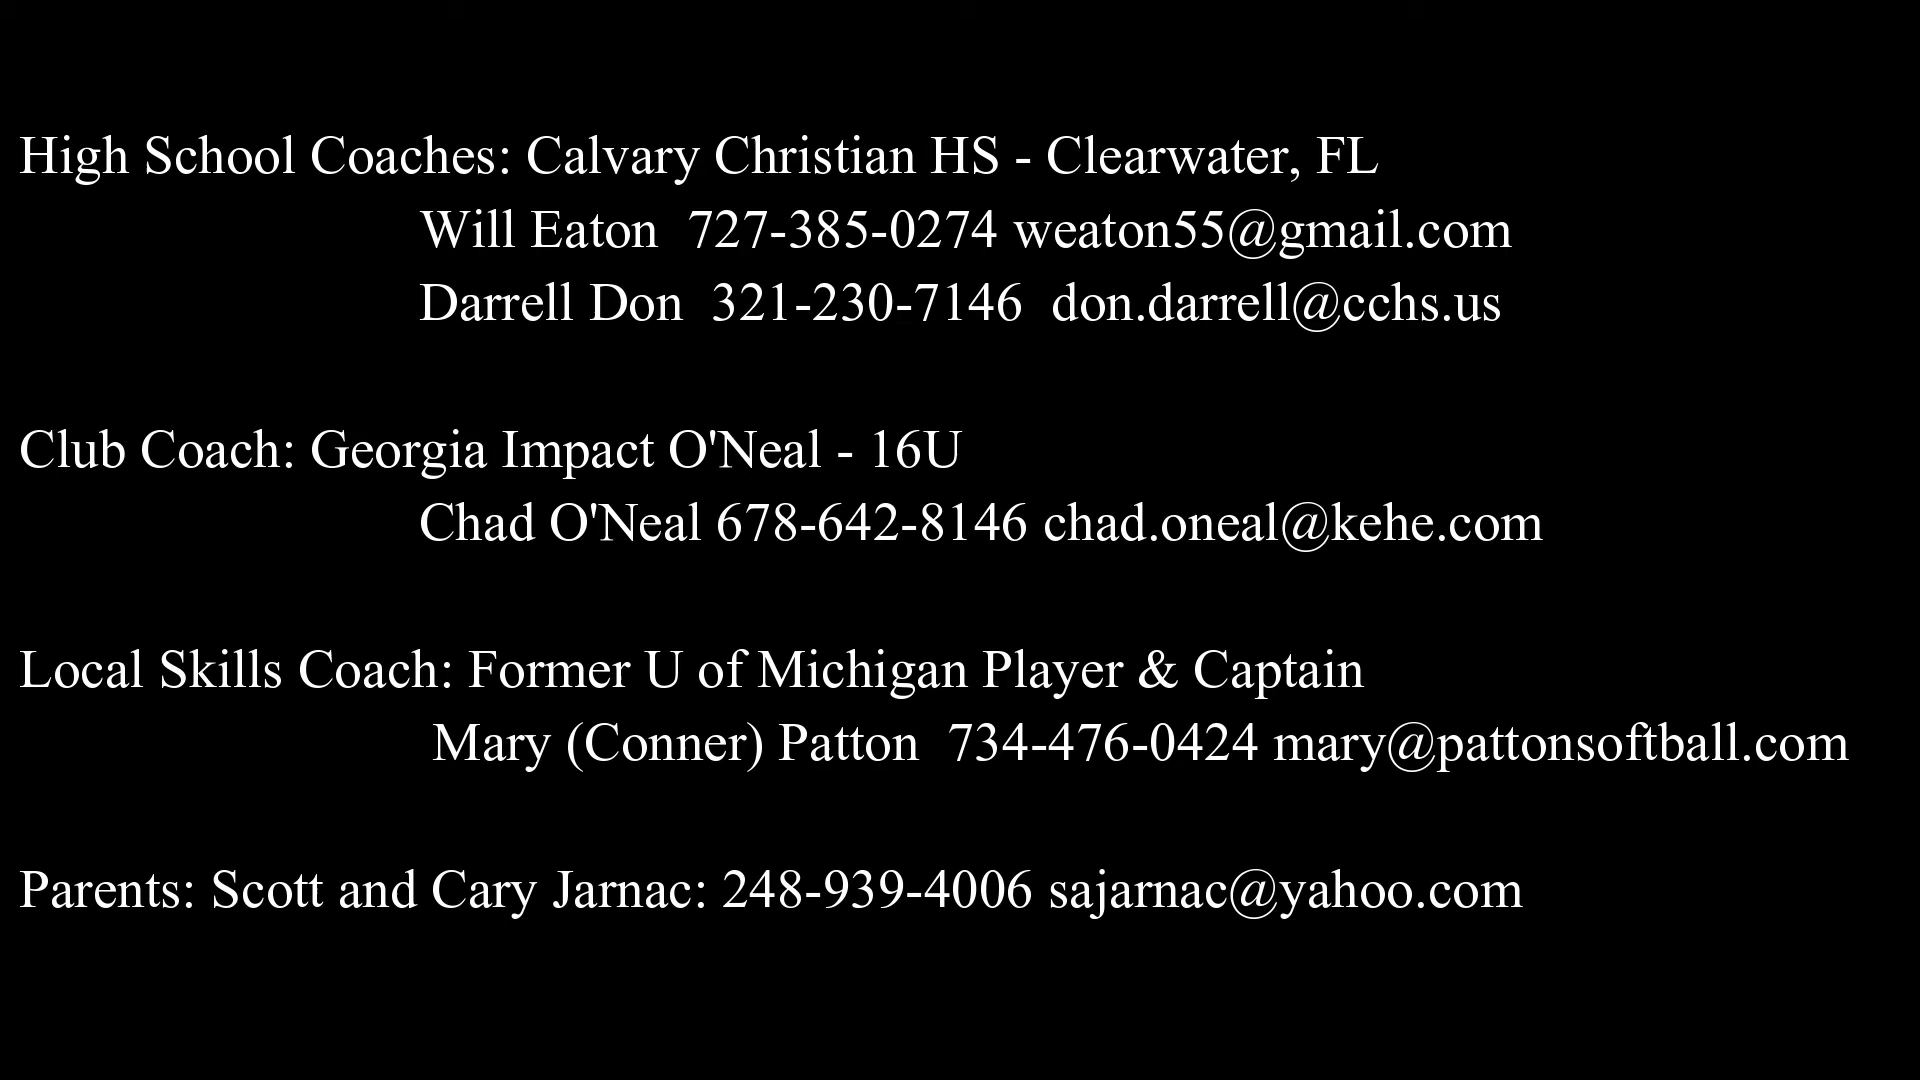 High School Coaches: Calvary Christian HS - Clearwater, FL
Will Eaton  727-385-0274 weaton55@gmail.com
Darrell Don  321-230-7146  don.darrell@cchs.us
Club Coach: Georgia Impact O'Neal - 16U
Chad O'Neal 678-642-8146 chad.oneal@kehe.com
Local Skills Coach: Former U of Michigan Player & Captain
Mary (Conner) Patton  734-476-0424 mary@pattonsoftball.com
Parents: Scott and Cary Jarnac: 248-939-4006 sajarnac@yahoo.com